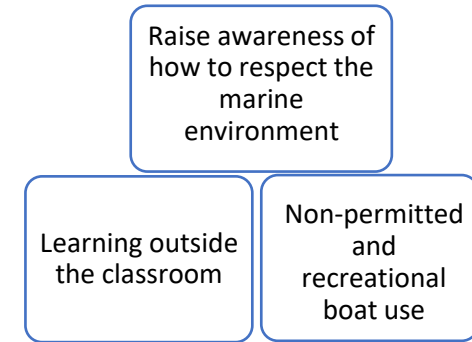 Raise awareness of
how to respect the
marine
environment
Learning outside
the classroom
Non-permitted
and
recreational
boat use